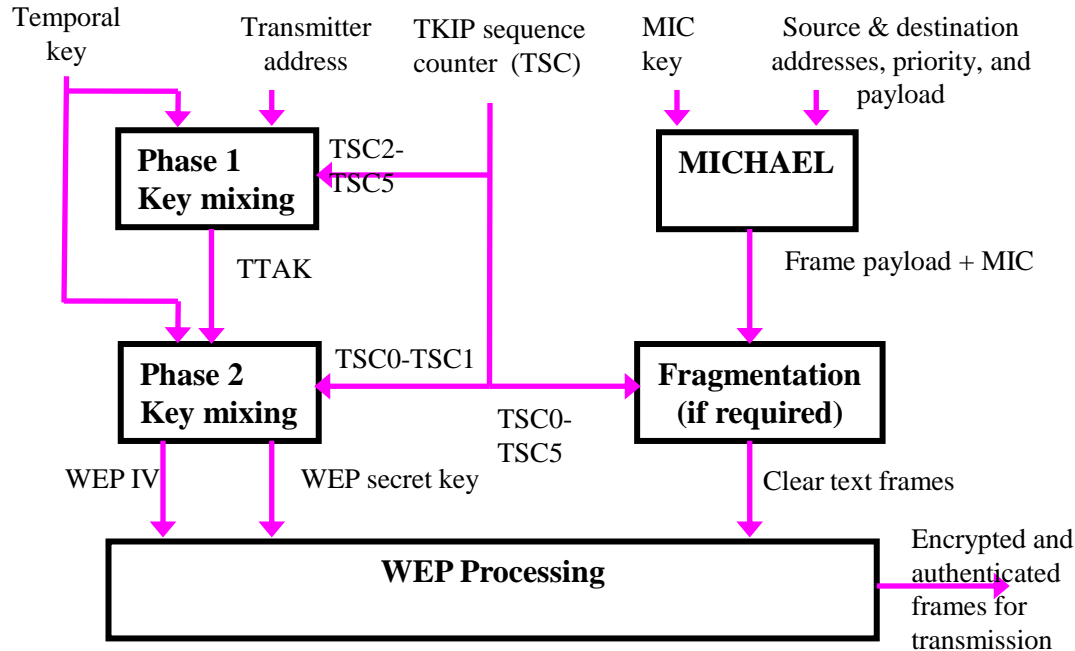 Temporal
key
Transmitter
address
TKIP sequence
counter (TSC)
MIC
key
Source & destination
addresses, priority, and
payload
Phase 1
Key mixing
TSC2-
TSC5
MICHAEL
TTAK
Frame payload + MIC
Phase 2
Key mixing
TSC0-TSC1
Fragmentation
(if required)
TSC0-
TSC5
WEP IV
WEP secret key
Clear text frames
WEP Processing
Encrypted and
authenticated
frames for
transmission